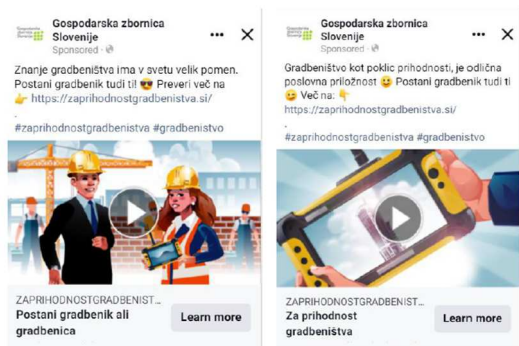 Gospodarska zbornica
Slovenije
Sponsored ·
Znanje gradbeništva ima v svetu velik pomen.
Postani gradbenik tudi ti! 😎 Preveri več na
👉 https://zaprihodnostgradbenistva.si/
.
#zaprihodnostgradbenistva #gradbenistvo
ZAPRIHODNOSTGRADBENIST...
Postani gradbenik ali
gradbenica
Learn more
Gospodarska zbornica
Slovenije
Sponsored ·
Gradbeništvo kot poklic prihodnosti, je odlična
poslovna priložnost 😃 Postani gradbenik tudi ti
😃 Več na: 👇
https://zaprihodnostgradbenistva.si/
.
#zaprihodnostgradbenistva #gradbenistvo
ZAPRIHODNOSTGRADBENIST...
Za prihodnost
gradbeništva
Learn more